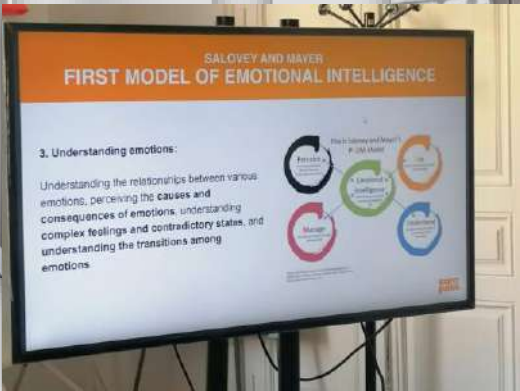 SALOVEY AND MAYER
FIRST MODEL OF EMOTIONAL INTELLIGENCE
3. Understanding emotions:
Understanding the relationships between various
emotions, perceiving the causes and
consequences of emotions, understanding
complex feelings and contradictory states, and
understanding the transitions among
emotions.
Perceive
Use
Emotional
Intelligence
Manage
Understand